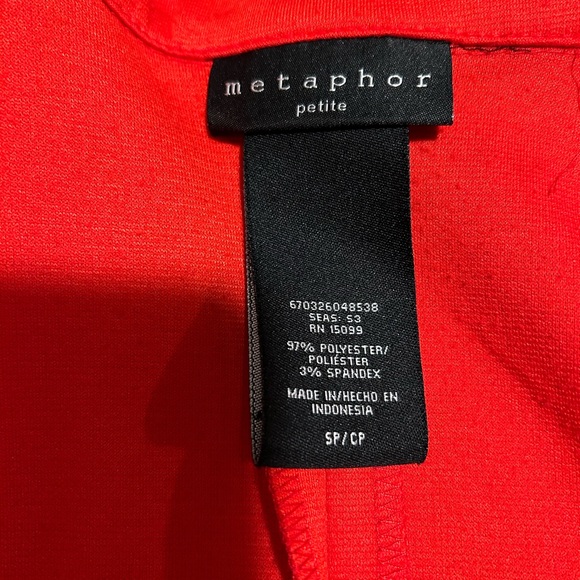 metaphor
petite
670326048538
SEAS: S3
RN 15099
97% POLYESTER/
POLIÉSTER
3% SPANDEX
MADE IN/HECHO EN
INDONESIA
SP/CP